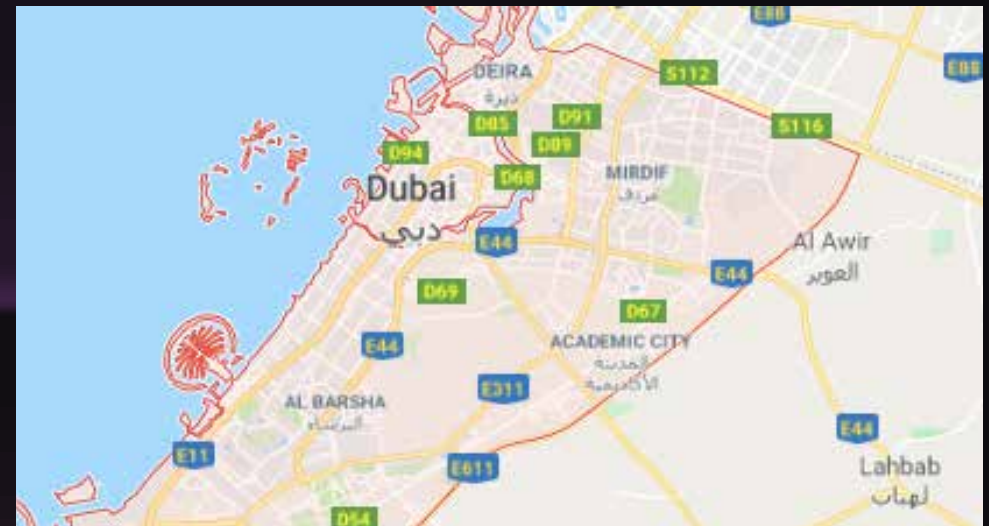 E88
E88
DEIRA
ديرة
S112
D85
D91
S116
D89
D94
D68
MIRDIF
مردف
Dubai
دبي
E44
Al Awir
العوير
E44
D69
D67
E44
ACADEMIC CITY
المدينه
الأكاديمية
E311
AL BARSHA
البرشاء
E11
E44
E611
Lahbab
لهباب
D54